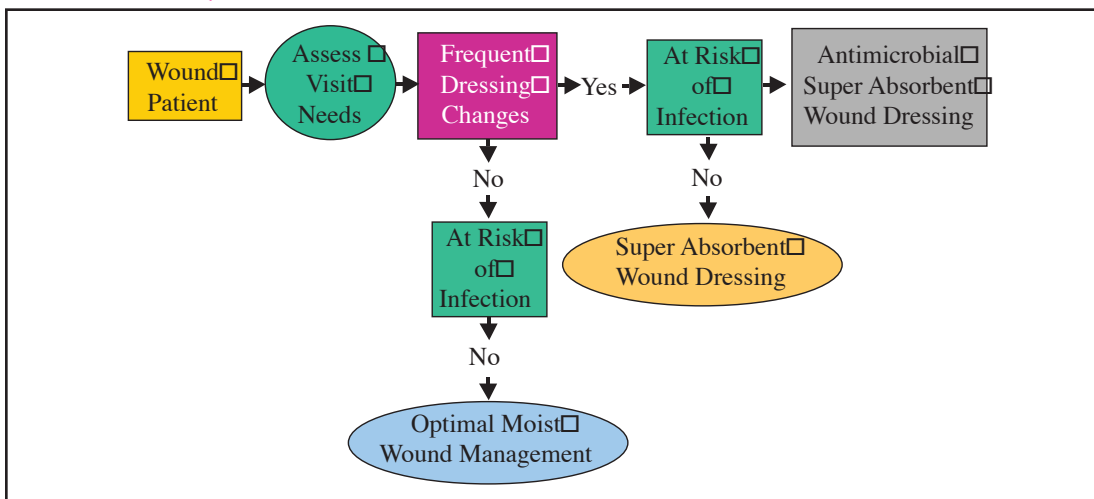 Wound□
Patient
Assess □
Visit□
Needs
Frequent□
Dressing□
Changes
Yes
At Risk□
of□
Infection
Antimicrobial□
Super Absorbent□
Wound Dressing
No
No
At Risk□
of□
Infection
Super Absorbent□
Wound Dressing
No
Optimal Moist□
Wound Management